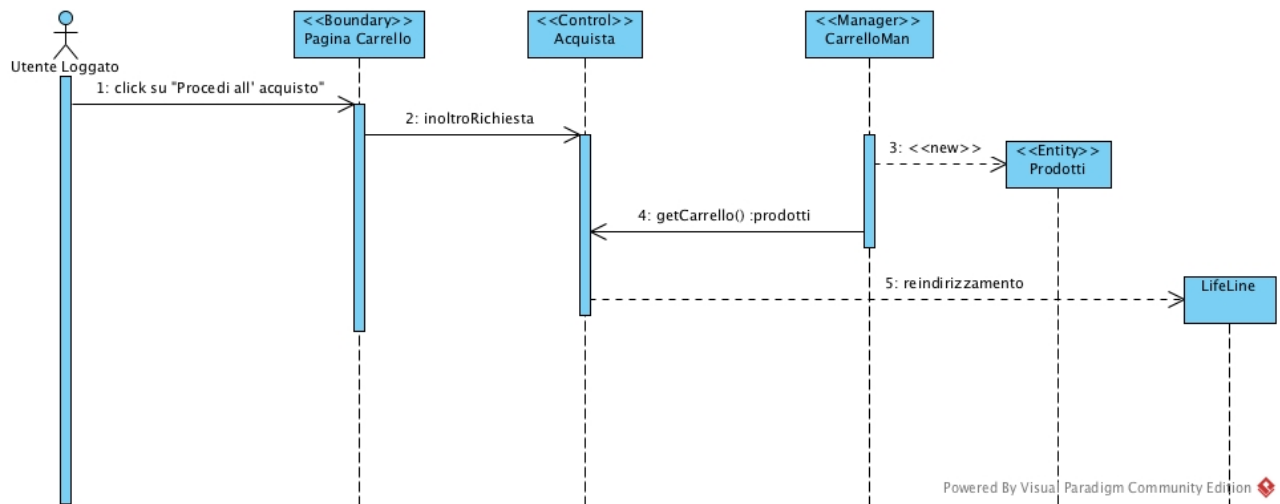 <<Boundary>>
Pagina Carrello
<<Control>>
Acquista
<<Manager>>
CarrelloMan
Utente Loggato
1: click su "Procedi all' acquisto"
2: inoltroRichiesta
3: <<new>>
<<Entity>>
Prodotti
4: getCarrello() :prodotti
5: reindirizzamento
LifeLine
Powered By Visual Paradigm Community Edition